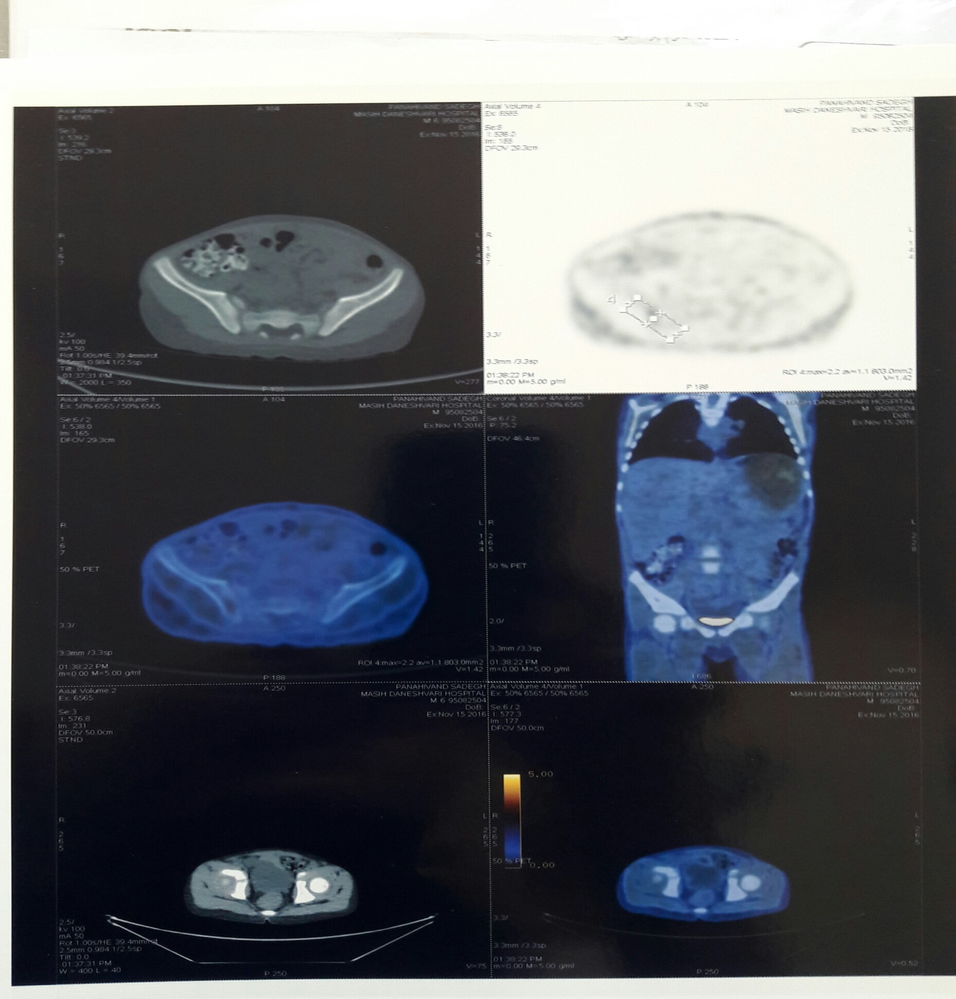 Axial Volume 2
Ex: 6565
Se:3
I: 539.2
Im: 216
DFOV 29.3cm
STND
A 104
PANAHIVAND SADEGH
MASIH DANESHVARI HOSPITAL
M 6 95082504
DoB:
Ex:Nov 15 2016
R
1
6
7
L
1
4
2.5/
kv 100
mA 50
Rot 1.00s/HE 39.4mm/rot
2.5mm 0.984:1/2.5sp
Tilt: 0.0
01:37:31 PM
W = 2000 L = 350
P 188
V=277
Axial Volume 4
Ex: 6565
Se:5
I: 538.0
Im: 165
DFOV 29.3cm
A 104
PANAHIVAND SADEGH
MASIH DANESHVARI HOSPITAL
M 95082504
DoB:
Ex:Nov 15 2016
R
1
6
7
L
1
4
4
3.3/
3.3mm /3.3sp
01:38:22 PM
m=0.00 M=5.00 g/ml
P 188
ROI 4:max=2.2 av=1.1 803.0mm2
V=1.42
Axial Volume 4/Volume 1
Ex: 50% 6565 / 50% 6565
Se:6 / 2
I: 538.0
Im: 165
DFOV 29.3cm
A 104
PANAHIVAND SADEGH
MASIH DANESHVARI HOSPITAL
M 95082504
DoB:
Ex:Nov 15 2016
R
1
6
7
L
1
4
50 % PET
3.3/
3.3mm /3.3sp
01:38:22 PM
m=0.00 M=5.00 g/ml
P 188
ROI 4:max=2.2 av=1.1 803.0mm2
V=1.42
Coronal Volume 4/Volume 1
Ex: 50% 6565 / 50% 6565
Se:6 / 2
P: 75.2
DFOV 46.4cm
PANAHIVAND SADEGH
MASIH DANESHVARI HOSPITAL
M 95082504
DoB:
Ex:Nov 15 2016
R
2
6
5
L
50 % PET
2.0/
3.3mm /3.3sp
01:38:22 PM
m=0.00 M=5.00 g/ml
I 686
V=0.70
Axial Volume 2
Ex: 6565
Se:3
I: 576.8
Im: 231
DFOV 50.0cm
STND
A 250
PANAHIVAND SADEGH
MASIH DANESHVARI HOSPITAL
M 6 95082504
DoB:
Ex:Nov 15 2016
R
2
6
5
L
2
6
5
2.5/
kv 100
mA 50
Rot 1.00s/HE 39.4mm/rot
2.5mm 0.984:1/2.5sp
Tilt: 0.0
01:37:31 PM
W = 400 L = 40
P 250
V=75
Axial Volume 4/Volume 1
Ex: 50% 6565 / 50% 6565
Se:6 / 2
I: 577.3
Im: 177
DFOV 50.0cm
A 250
PANAHIVAND SADEGH
MASIH DANESHVARI HOSPITAL
M 95082504
DoB:
Ex:Nov 15 2016
5.00
R
2
6
5
L
2
6
5
50 % PET
0.00
3.3/
3.3mm /3.3sp
01:38:22 PM
m=0.00 M=5.00 g/ml
P 250
V=0.52